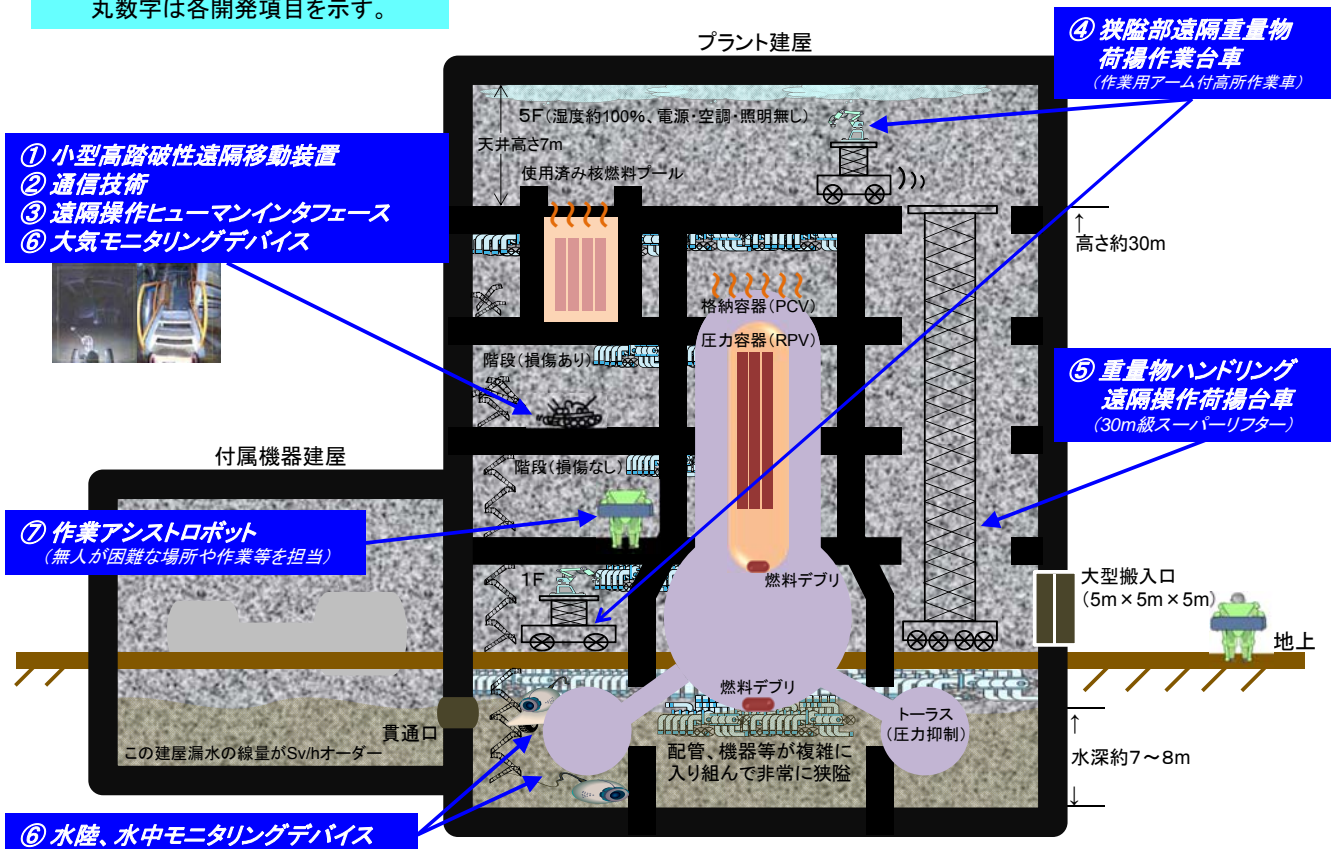 丸数字は各開発項目を示す。
プラント建屋
④ 狭隘部遠隔重量物
荷揚作業台車
(作業用アーム付高所作業車)
5F(湿度約100%、電源・空調・照明無し)
天井高さ7m
使用済み核燃料プール
① 小型高踏破性遠隔移動装置
② 通信技術
③ 遠隔操作ヒューマンインタフェース
⑥ 大気モニタリングデバイス
↑
高さ約30m
格納容器(PCV)
圧力容器(RPV)
階段(損傷あり)
⑤ 重量物ハンドリング
遠隔操作荷揚台車
(30m級スーパーリフター)
付属機器建屋
階段(損傷なし)
⑦ 作業アシストロボット
(無人が困難な場所や作業等を担当)
1F
燃料デブリ
大型搬入口
(5m×5m×5m)
地上
燃料デブリ
トーラス
(圧力抑制)
貫通口
この建屋漏水の線量がSv/hオーダー
配管、機器等が複雑に
入り組んで非常に狭隘
↑
水深約7～8m
↓
⑥ 水陸、水中モニタリングデバイス